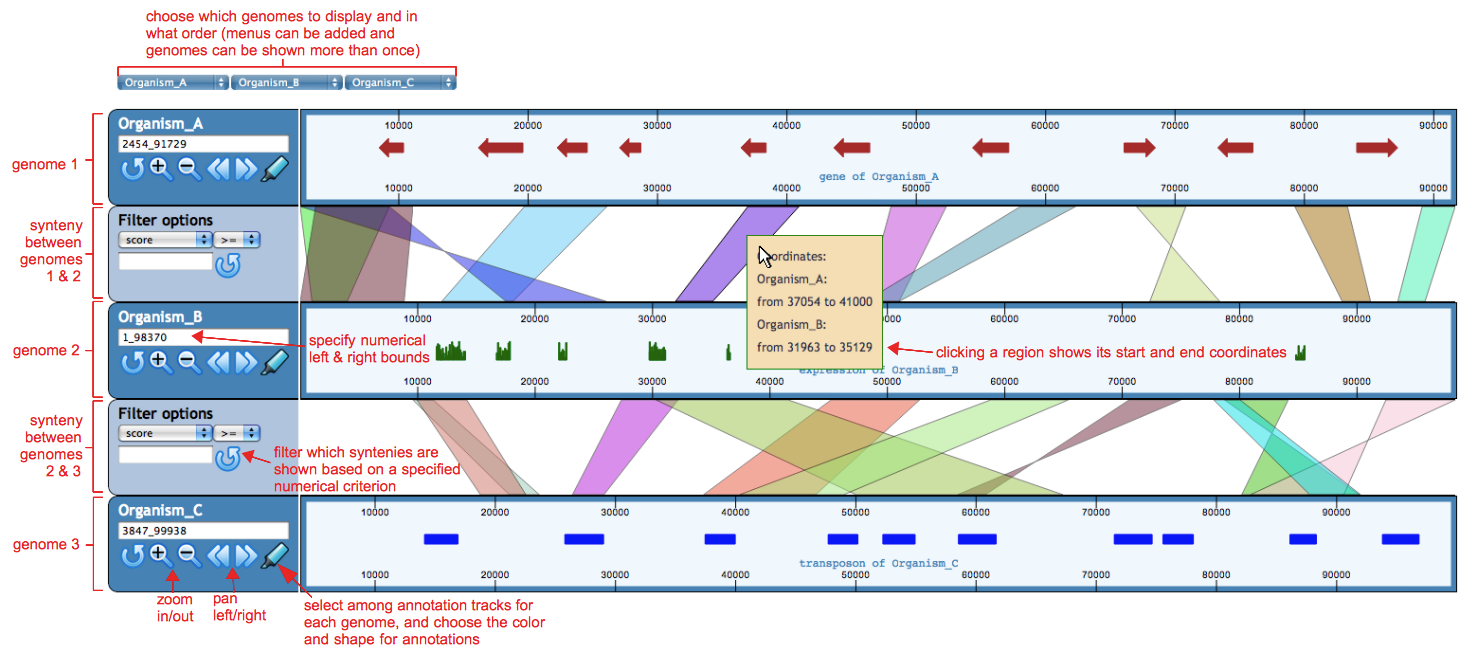 choose which genomes to display and in
what order (menus can be added and
genomes can be shown more than once)
Organism_A Organism_B Organism_C
genome 1
Organism_A
2454_91729
10000 20000 30000 40000 50000 60000 70000 80000 90000
gene of Organism_A
10000 20000 30000 40000 50000 60000 70000 80000 90000
synteny
between
genomes
1 & 2
Filter options
score >=
oordinates:
Organism_A:
from 37054 to 41000
Organism_B:
from 31963 to 35129
genome 2
Organism_B
1_98370
specify numerical
left & right bounds
10000 20000 30000 50000 60000 70000 80000 90000
clicking a region shows its start and end coordinates
expression of Organism_B
10000 20000 30000 40000 50000 60000 70000 80000 90000
synteny
between
genomes
2 & 3
Filter options
score >=
filter which syntenies are
shown based on a specified
numerical criterion
genome 3
Organism_C
3847_99938
10000 20000 30000 40000 50000 60000 70000 80000 90000
transposon of Organism_C
10000 20000 30000 40000 50000 60000 70000 80000 90000
zoom
in/out
pan
left/right
select among annotation tracks for
each genome, and choose the color
and shape for annotations